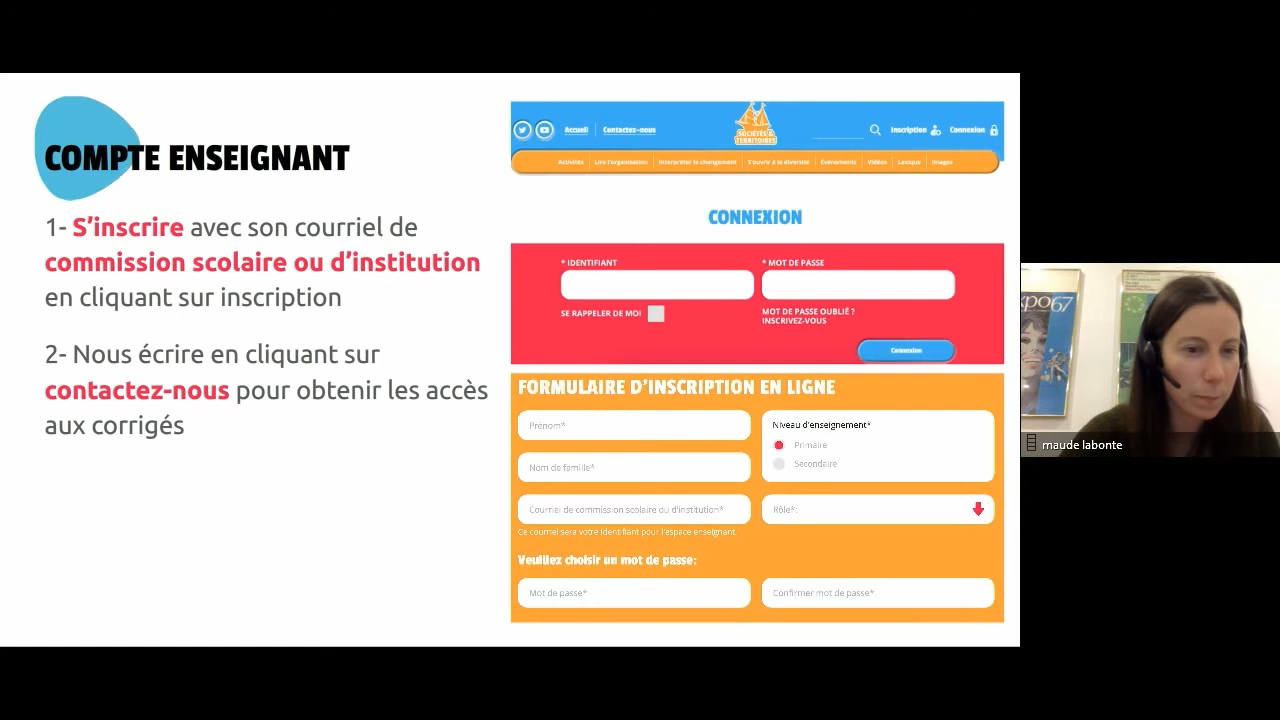 COMPTE ENSEIGNANT
1- S’inscrire avec son courriel de
commission scolaire ou d’institution
en cliquant sur inscription
2- Nous écrire en cliquant sur
contactez-nous pour obtenir les accès
aux corrigés
Accueil
Contactez-nous
SOCIÉTÉS &
TERRITOIRES
Inscription
Connexion
Activités
Lire l'organisation
Interpréter le changement
S'ouvrir à la diversité
Événements
Vidéos
Lexique
Images
CONNEXION
* IDENTIFIANT
* MOT DE PASSE
SE RAPPELER DE MOI
MOT DE PASSE OUBLIÉ ?
INSCRIVEZ-VOUS
Connexion
FORMULAIRE D’INSCRIPTION EN LIGNE
Prénom*
Niveau d'enseignement*
Primaire
Secondaire
Nom de famille*
Courriel de commission scolaire ou d'institution*
Rôle*:
Ce courriel sera votre identifiant pour l'espace enseignant.
Veuillez choisir un mot de passe:
Mot de passe*
Confirmer mot de passe*
xpo67
maude labonte